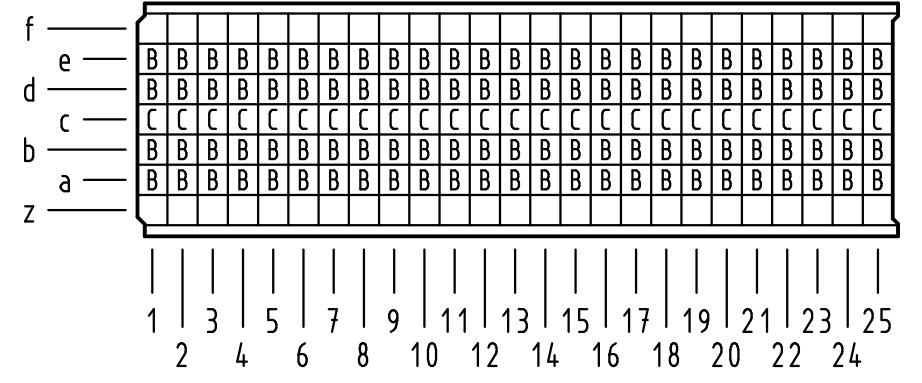 f
e B B B B B B B B B B B B B B B B B B B B B B B B B
d B B B B B B B B B B B B B B B B B B B B B B B B B
c C C C C C C C C C C C C C C C C C C C C C C C C C
b B B B B B B B B B B B B B B B B B B B B B B B B B
a B B B B B B B B B B B B B B B B B B B B B B B B B
z
1 3 5 7 9 11 13 15 17 19 21 23 25
2 4 6 8 10 12 14 16 18 20 22 24